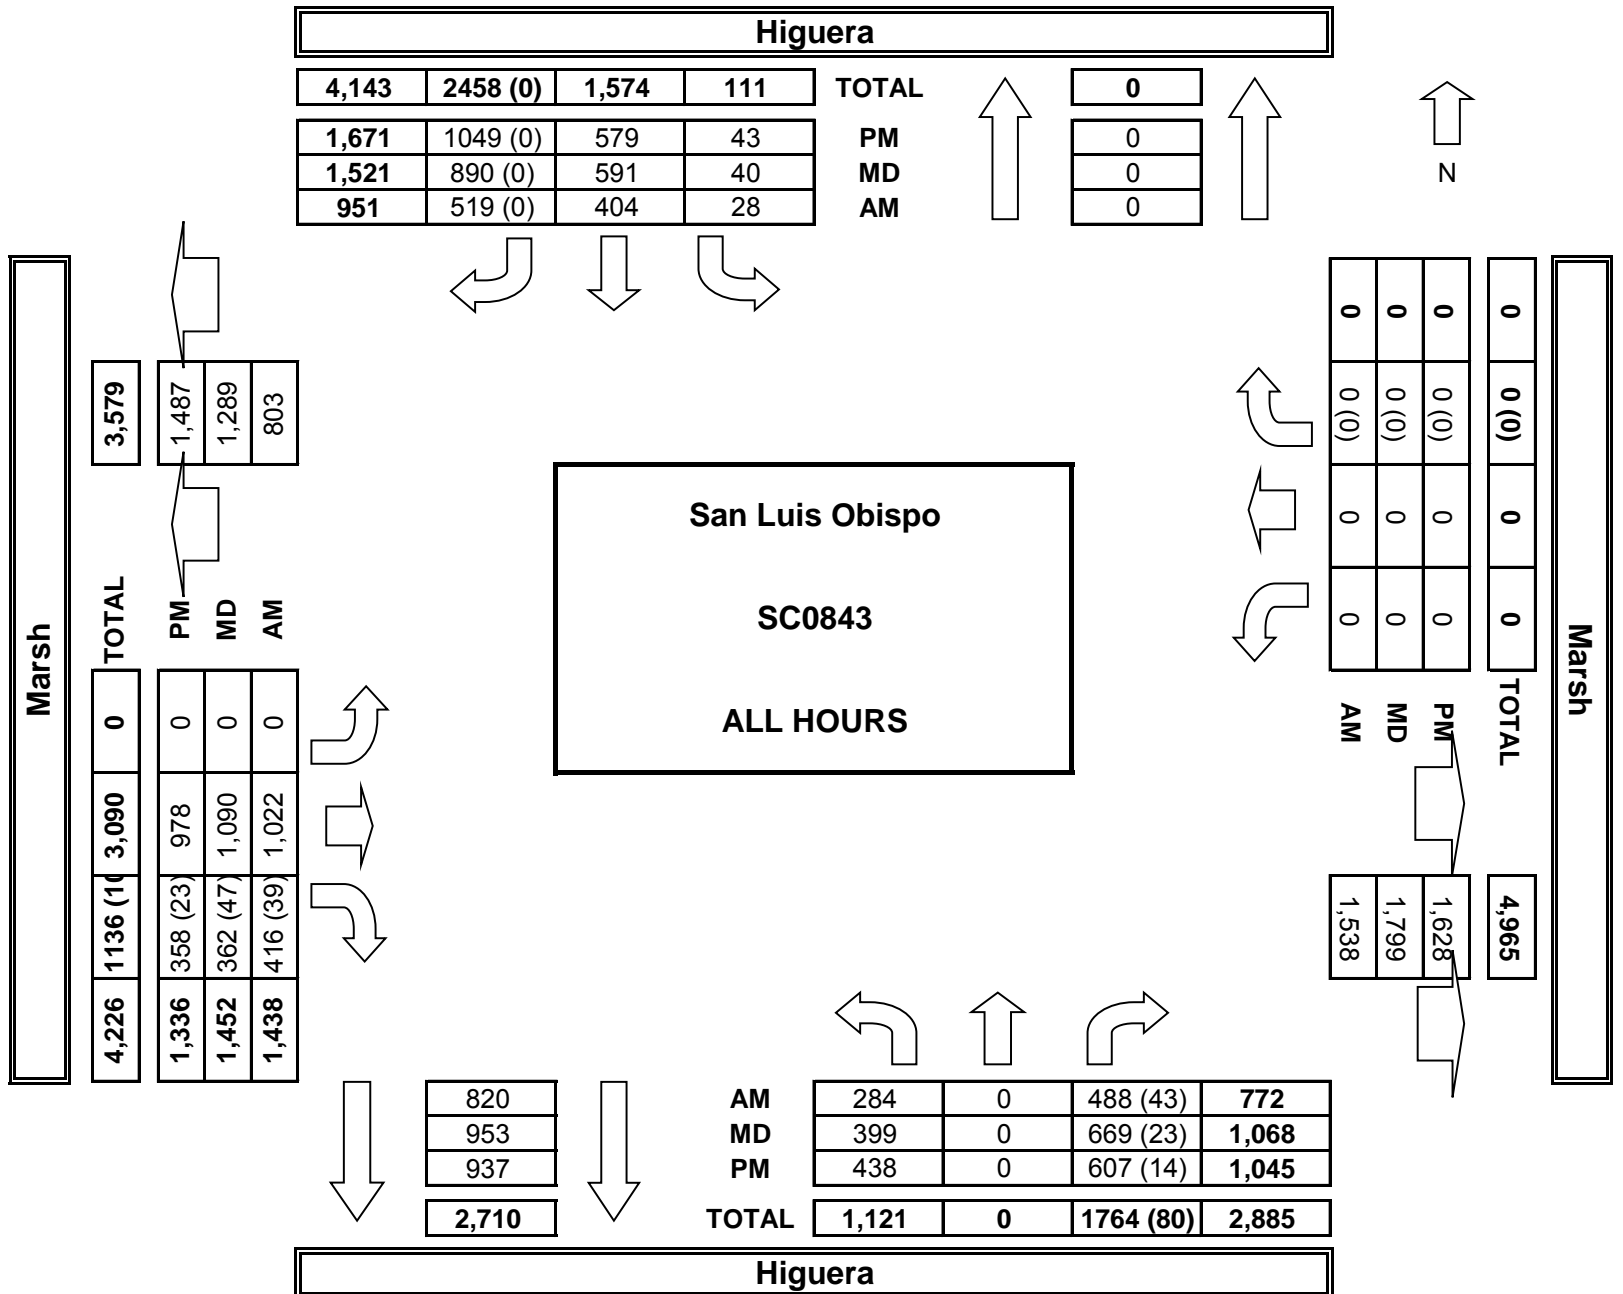 Higuera
4,143 2458 (0) 1,574 111 TOTAL 0
1,671 1049 (0) 579 43 PM 0
1,521 890 (0) 591 40 MD 0
951 519 (0) 404 28 AM 0
N
Marsh
3,579
1,487
1,289
803
TOTAL
PM
MD
AM
0 3,090 1136 (10 4,226
0 978 358 (23) 1,336
0 1,090 362 (47) 1,452
0 1,022 416 (39) 1,438
San Luis Obispo
SC0843
ALL HOURS
0 0 (0) 0 0 AM
0 0 (0) 0 0 MD
0 0 (0) 0 0 PM
0 0 (0) 0 0 TOTAL
1,538
1,799
1,628
4,965
Marsh
820 AM 284 0 488 (43) 772
953 MD 399 0 669 (23) 1,068
937 PM 438 0 607 (14) 1,045
2,710 TOTAL 1,121 0 1764 (80) 2,885
Higuera